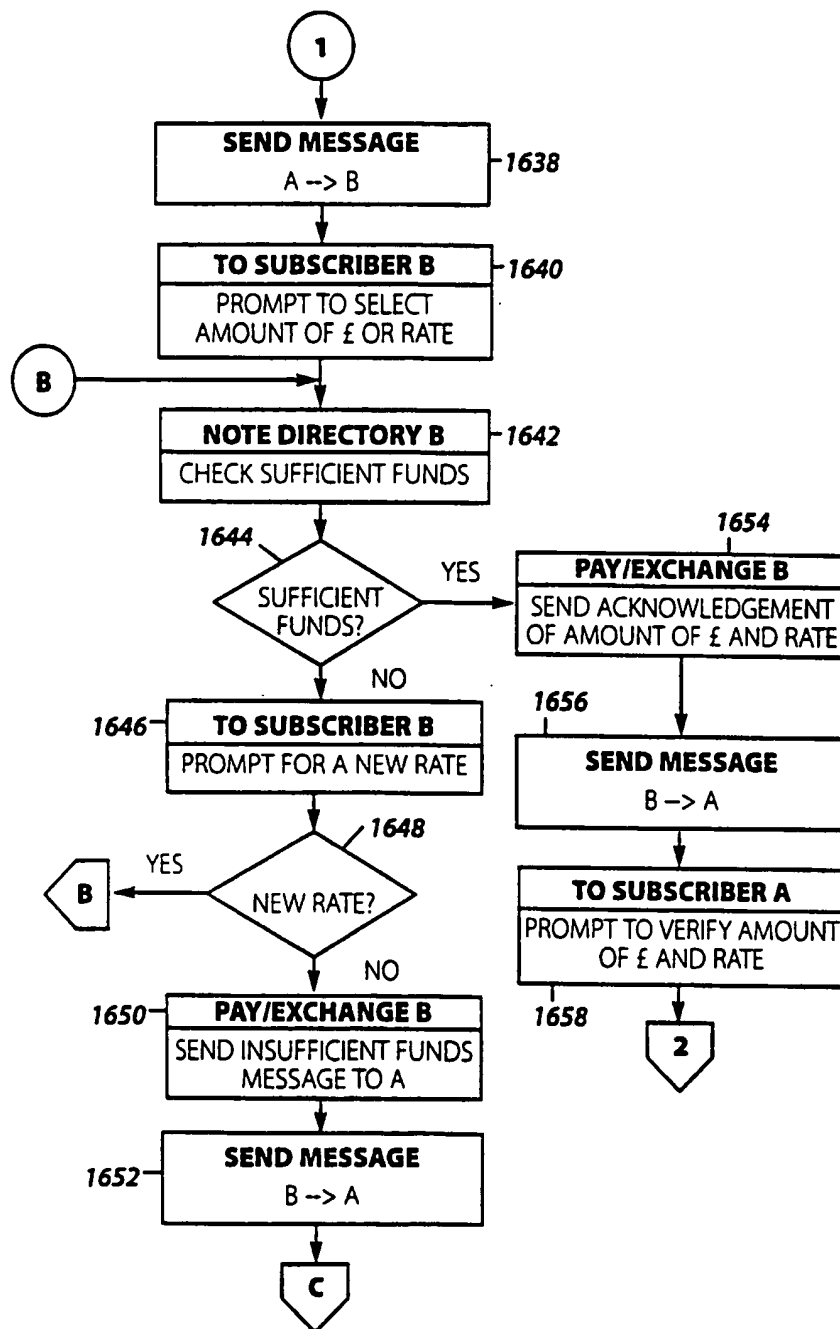 1
SEND MESSAGE
A --> B
1638
TO SUBSCRIBER B
1640
PROMPT TO SELECT
AMOUNT OF £ OR RATE
B
NOTE DIRECTORY B
1642
CHECK SUFFICIENT FUNDS
1644
SUFFICIENT
FUNDS?
YES
NO
1654
PAY/EXCHANGE B
SEND ACKNOWLEDGEMENT
OF AMOUNT OF £ AND RATE
1646
TO SUBSCRIBER B
PROMPT FOR A NEW RATE
1656
SEND MESSAGE
B --> A
1648
NEW RATE?
YES
B
NO
TO SUBSCRIBER A
PROMPT TO VERIFY AMOUNT
OF £ AND RATE
1658
2
1650
PAY/EXCHANGE B
SEND INSUFFICIENT FUNDS
MESSAGE TO A
1652
SEND MESSAGE
B --> A
C